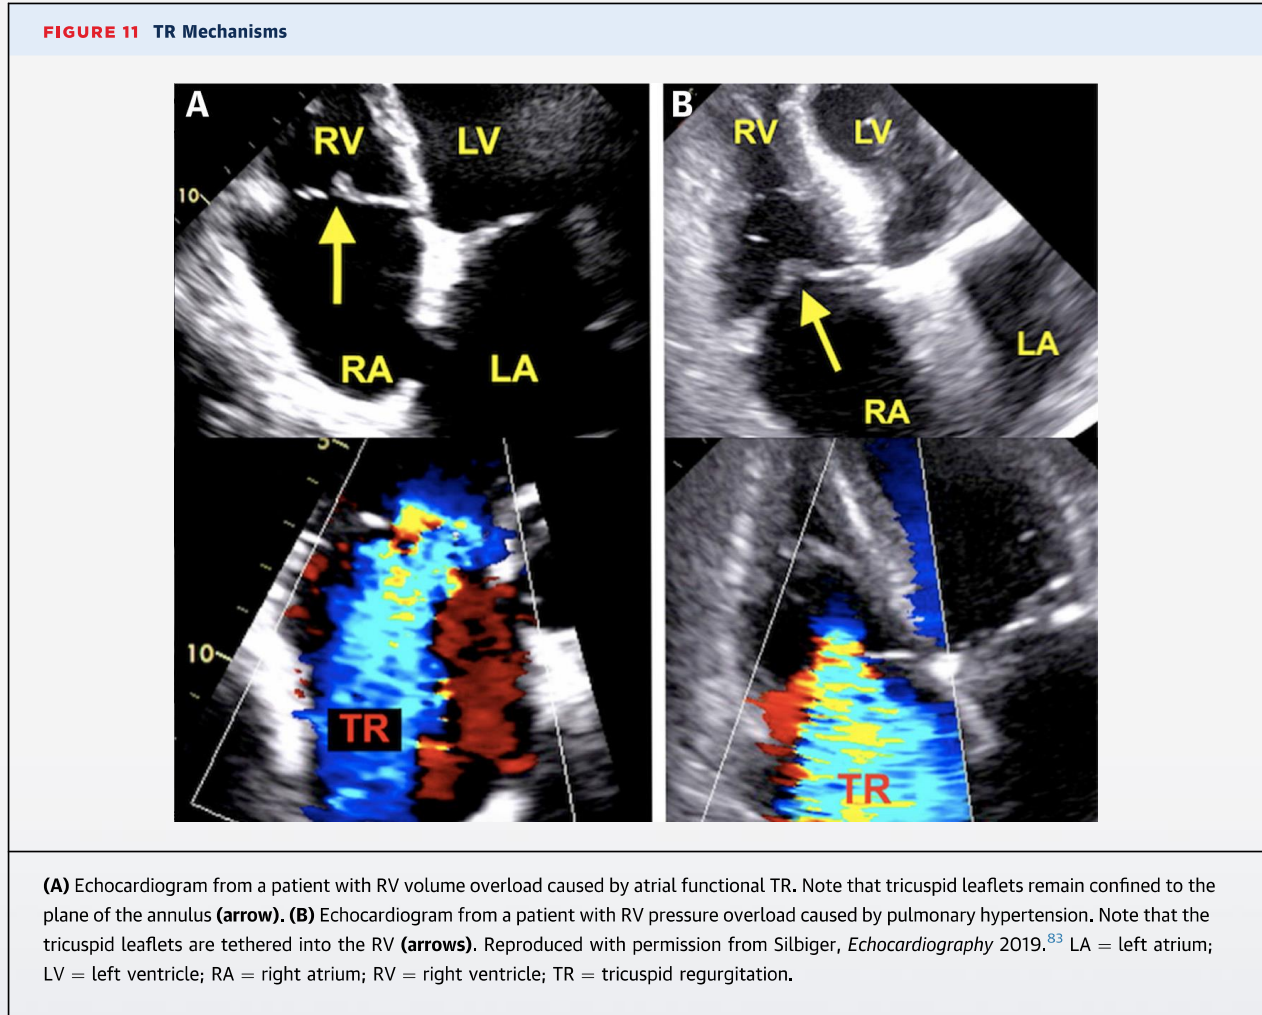 FIGURE 11 TR Mechanisms
A
RV
LV
10
RA
LA
B
RV
LV
LA
RA
5
10
TR
TR
(A) Echocardiogram from a patient with RV volume overload caused by atrial functional TR. Note that tricuspid leaflets remain confined to the
plane of the annulus (arrow). (B) Echocardiogram from a patient with RV pressure overload caused by pulmonary hypertension. Note that the
tricuspid leaflets are tethered into the RV (arrows). Reproduced with permission from Silbiger, Echocardiography 2019.83 LA = left atrium;
LV = left ventricle; RA = right atrium; RV = right ventricle; TR = tricuspid regurgitation.